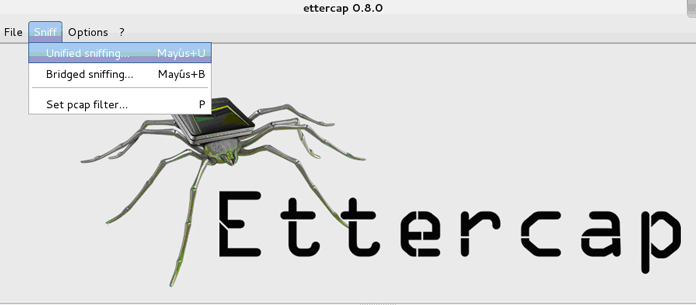 ettercap 0.8.0
File Sniff Options ?
Unified sniffing... Mayús+U
Bridged sniffing... Mayús+B
Set pcap filter... P
Ettercap